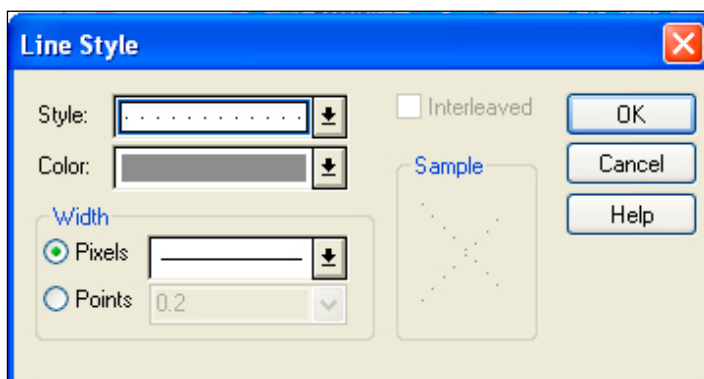 Line Style
Style:
Interleaved
OK
Color:
Sample
Cancel
Width
Help
Pixels
Points
0.2